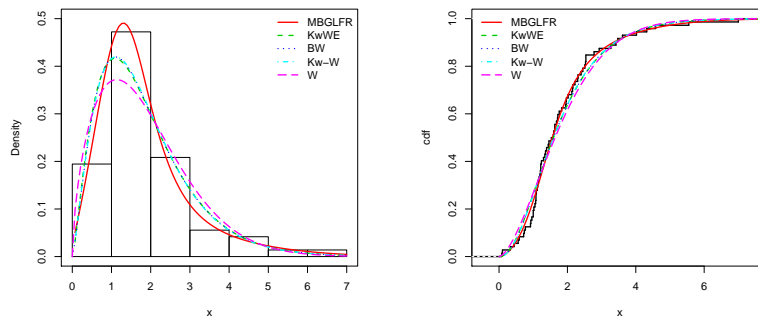 MBGLFR
KwWE
BW
Kw−W
W
Density
0.5
0.4
0.3
0.2
0.1
0.0
0 1 2 3 4 5 6 7
x
MBGLFR
KwWE
BW
Kw−W
W
cdf
1.0
0.8
0.6
0.4
0.2
0.0
0 2 4 6
x